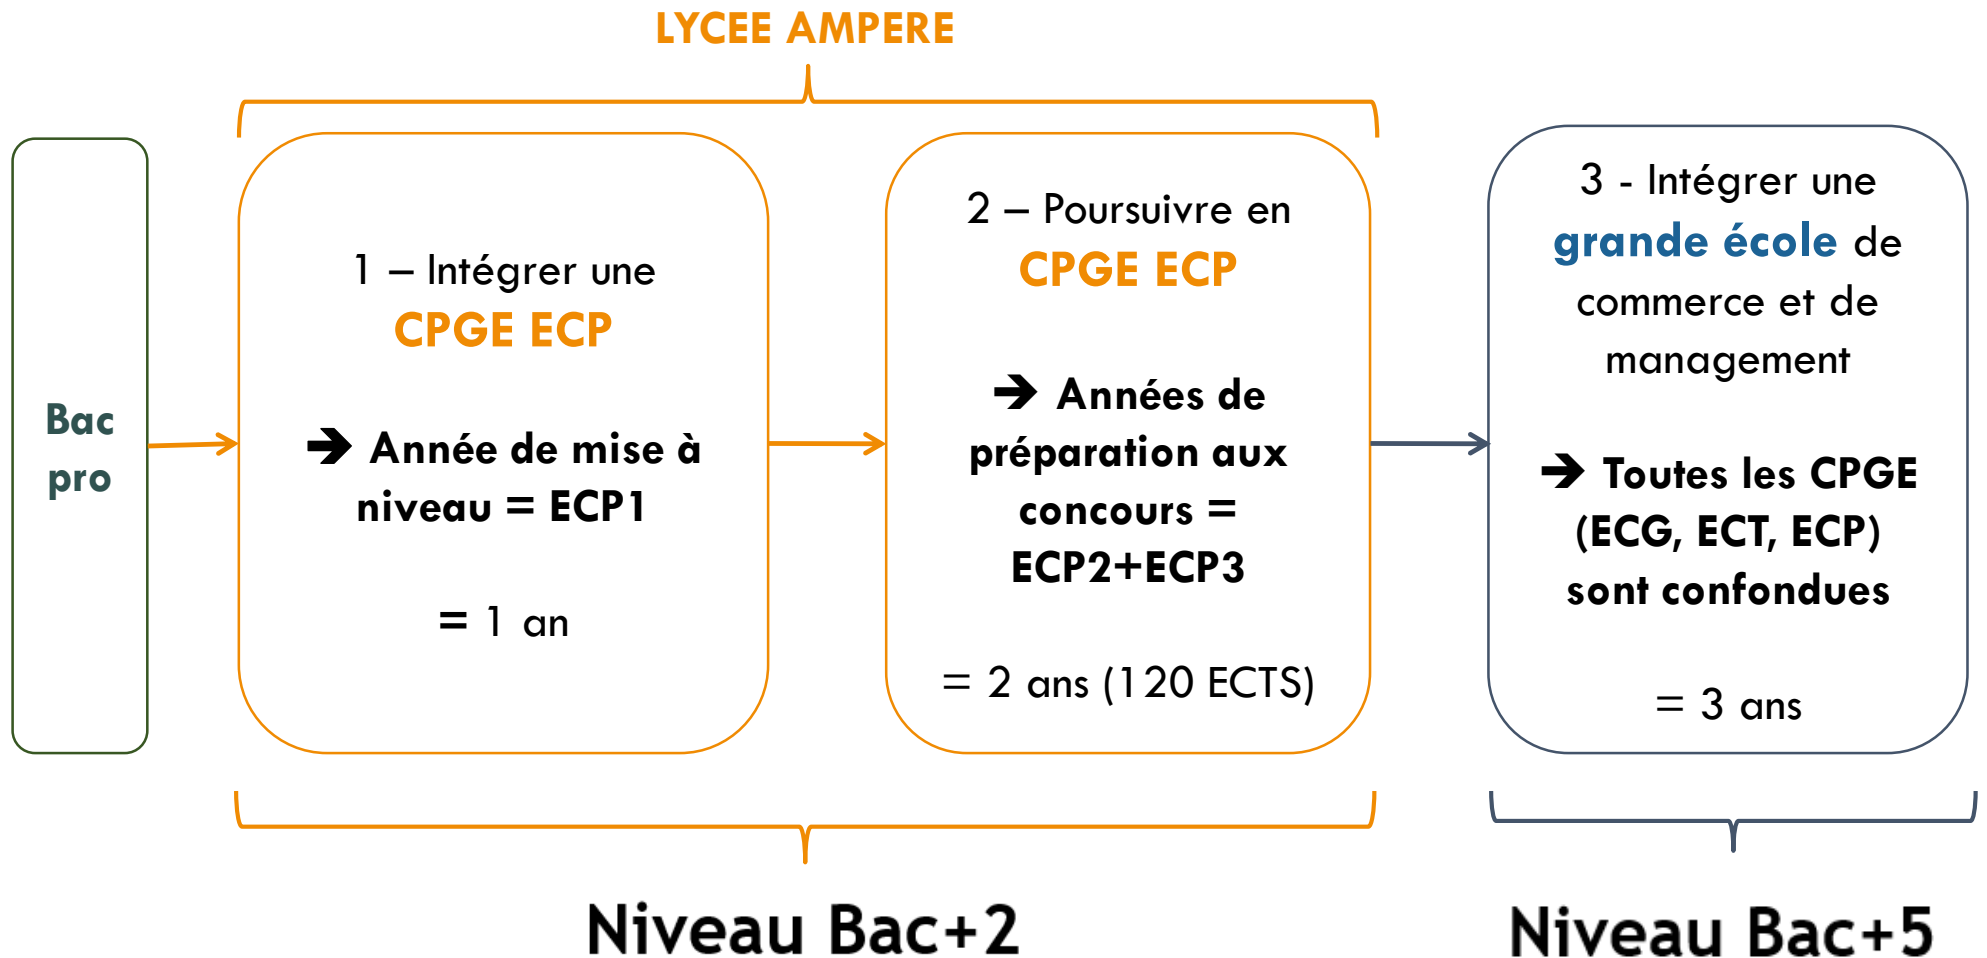 LYCEE AMPERE
Bac
pro
1 – Intégrer une
CPGE ECP
➔ Année de mise à
niveau = ECP1
= 1 an
2 – Poursuivre en
CPGE ECP
➔ Années de
préparation aux
concours =
ECP2+ECP3
= 2 ans (120 ECTS)
3 - Intégrer une
grande école de
commerce et de
management
➔ Toutes les CPGE
(ECG, ECT, ECP)
sont confondues
= 3 ans
Niveau Bac+2
Niveau Bac+5